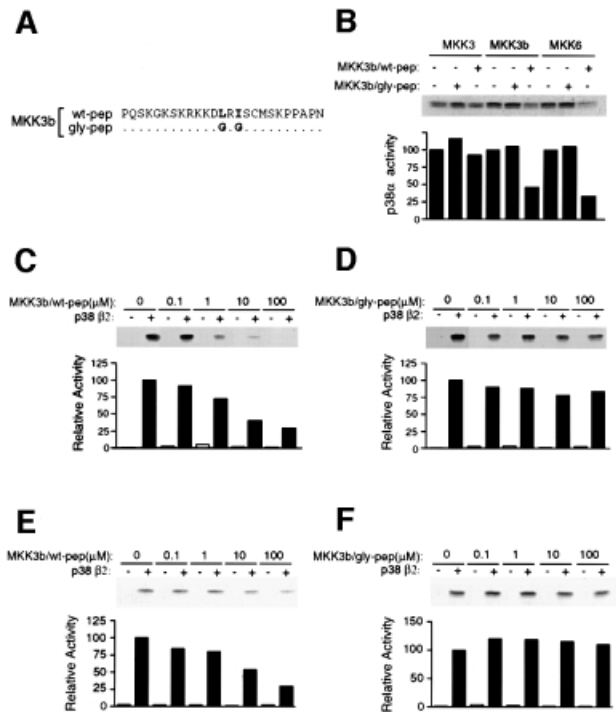 A
MKK3b
wt-pep PQSKGKSKRKKDLRISCMSKPPAPN
gly-pep ............G.G..........
B
MKK3 MKK3b MKK6
MKK3b/wt-pep: - - + - - + - - +
MKK3b/gly-pep: - + - - + - - + -
p38α activity
100
75
50
25
0
C
MKK3b/wt-pep(μM): 0 0.1 1 10 100
p38 β2: - + - + - + - + - +
Relative Activity
125
100
75
50
25
0
D
MKK3b/gly-pep(μM): 0 0.1 1 10 100
p38 β2: - + - + - + - + - +
Relative Activity
125
100
75
50
25
0
E
MKK3b/wt-pep(μM): 0 0.1 1 10 100
p38 β2: - + - + - + - + - +
Relative Activity
125
100
75
50
25
0
F
MKK3b/gly-pep(μM): 0 0.1 1 10 100
p38 β2: - + - + - + - + - +
Relative Activity
150
100
50
0